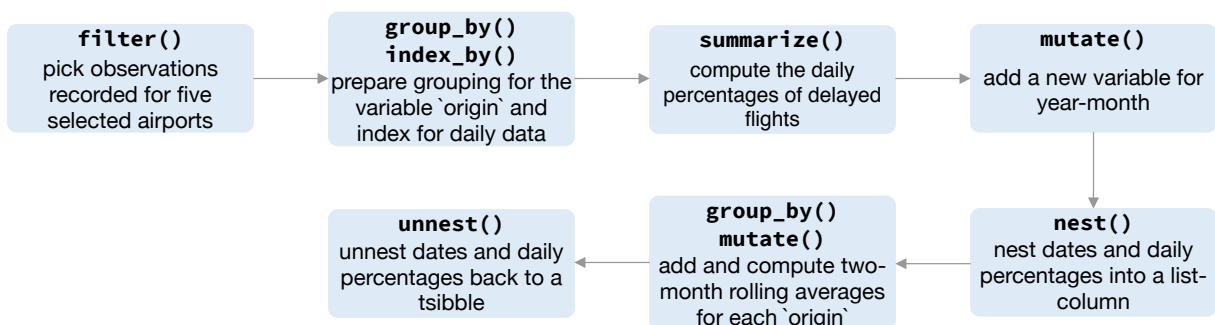 filter()
pick observations
recorded for five
selected airports
group_by()
index_by()
prepare grouping for the
variable `origin` and
index for daily data
summarize()
compute the daily
percentages of delayed
flights
mutate()
add a new variable for
year-month
nest()
nest dates and daily
percentages into a list-
column
group_by()
mutate()
add and compute two-
month rolling averages
for each `origin`
unnest()
unnest dates and daily
percentages back to a
tsibble